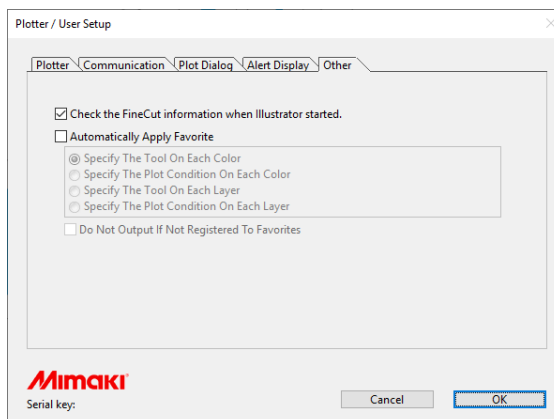 Plotter / User Setup
Plotter Communication Plot Dialog Alert Display Other
Check the FineCut information when Illustrator started.
Automatically Apply Favorite
Specify The Tool On Each Color
Specify The Plot Condition On Each Color
Specify The Tool On Each Layer
Specify The Plot Condition On Each Layer
Do Not Output If Not Registered To Favorites
Mimaki
Serial key:
Cancel OK